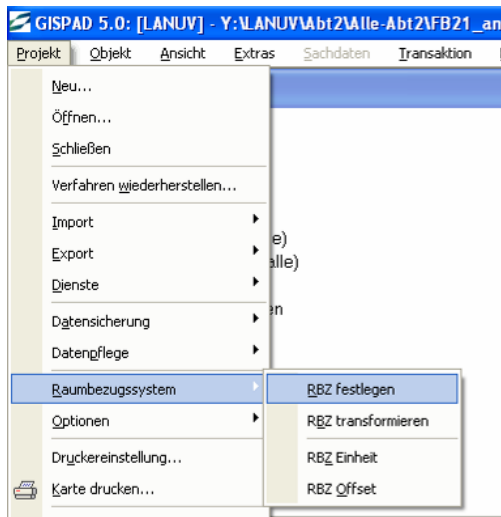 GISPAD 5.0: [LANUV] - Y:\LANUV\Abt2\Alle-Abt2\FB21_an
Projekt Objekt Ansicht Extras Sachdaten Transaktion
Neu...
Öffnen...
Schließen
Verfahren wiederherstellen...
Import
e)
Export
alle)
Dienste
en
Datensicherung
Datenpflege
Raumbezugssystem
RBZ festlegen
Optionen
RBZ transformieren
Druckereinstellung...
RBZ Einheit
Karte drucken...
RBZ Offset